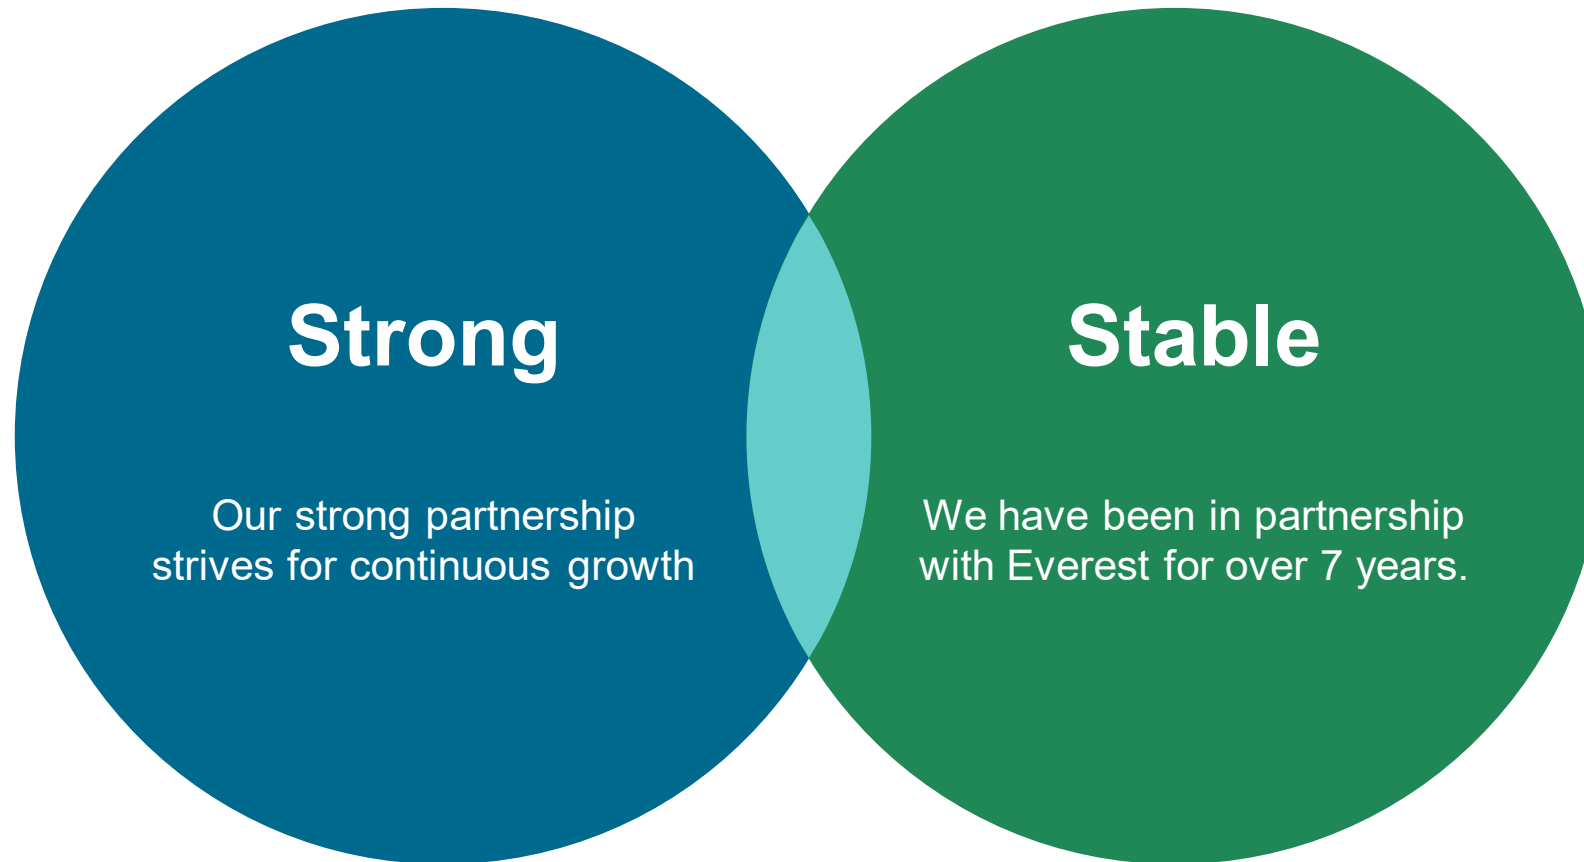 Strong
Our strong partnership
strives for continuous growth
Stable
We have been in partnership
with Everest for over 7 years.